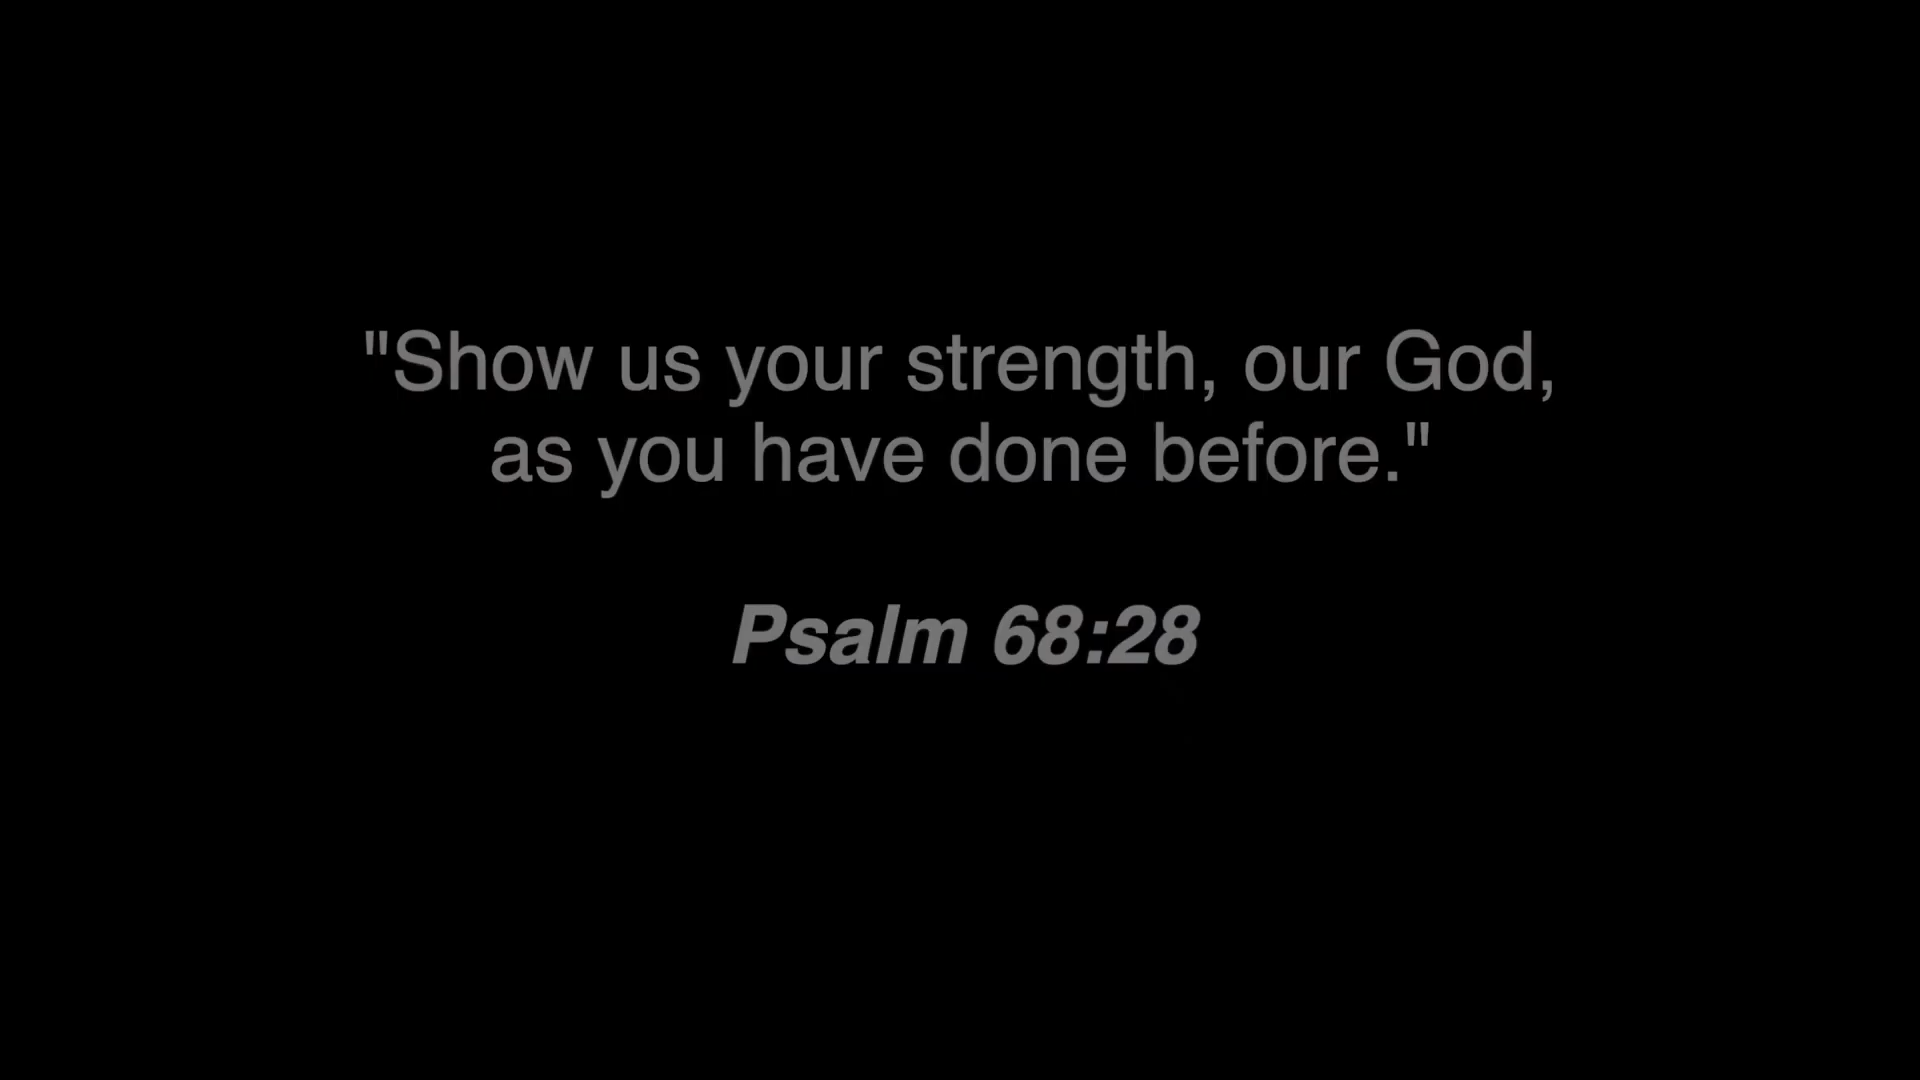 "Show us your strength, our God,
as you have done before."
Psalm 68:28